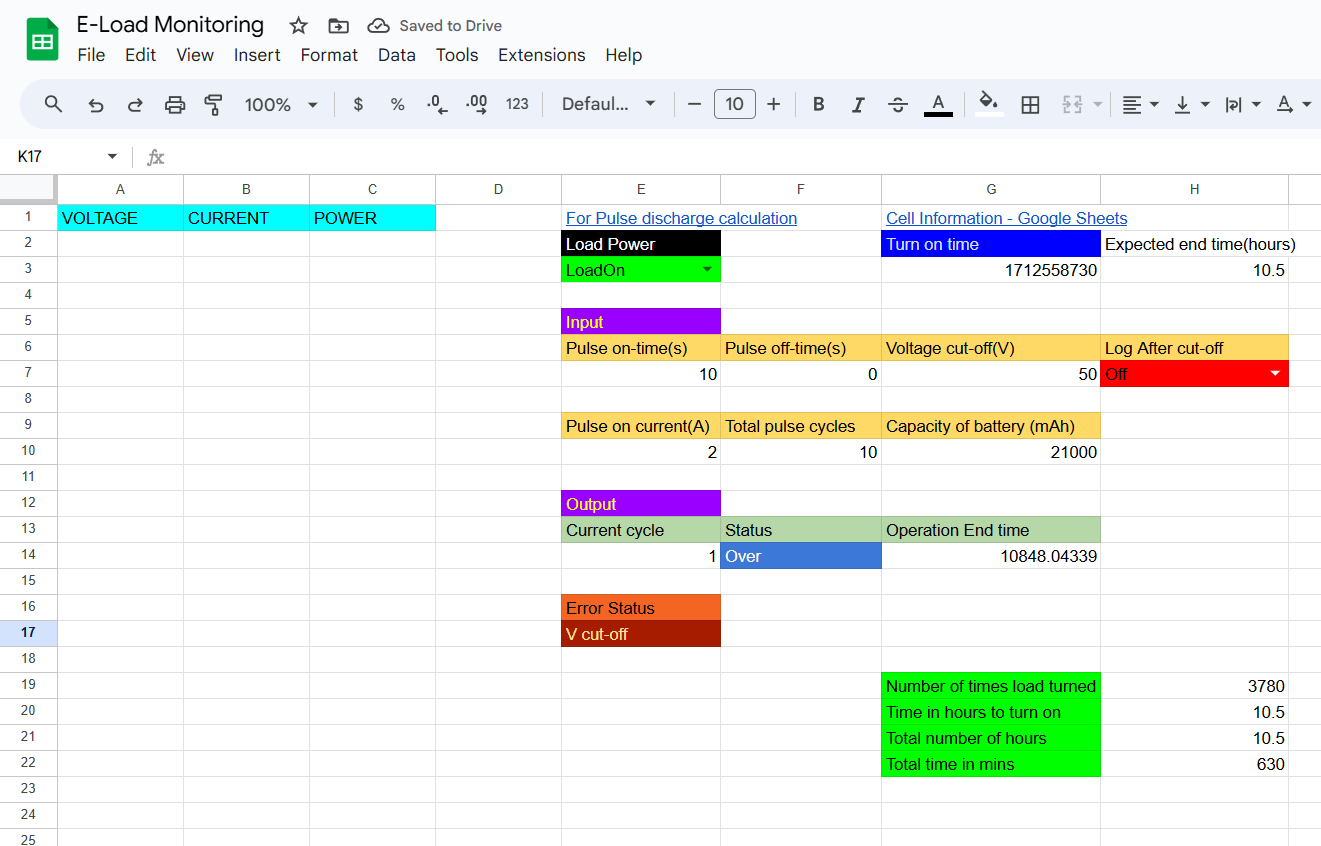 E-Load Monitoring Saved to Drive
File Edit View Insert Format Data Tools Extensions Help
100% $ % .0 .00 123 Defaul... 10 B I A A
K17 fx
A B C D E F G H
1 VOLTAGE CURRENT POWER For Pulse discharge calculation Cell Information - Google Sheets
2 Load Power Turn on time Expected end time(hours)
3 LoadOn 1712558730 10.5
4
5 Input
6 Pulse on-time(s) Pulse off-time(s) Voltage cut-off(V) Log After cut-off
7 10 0 50 Off
8
9 Pulse on current(A) Total pulse cycles Capacity of battery (mAh)
10 2 10 21000
11
12 Output
13 Current cycle Status Operation End time
14 1 Over 10848.04339
15
16 Error Status
17 V cut-off
18
19 Number of times load turned 3780
20 Time in hours to turn on 10.5
21 Total number of hours 10.5
22 Total time in mins 630
23
24
25